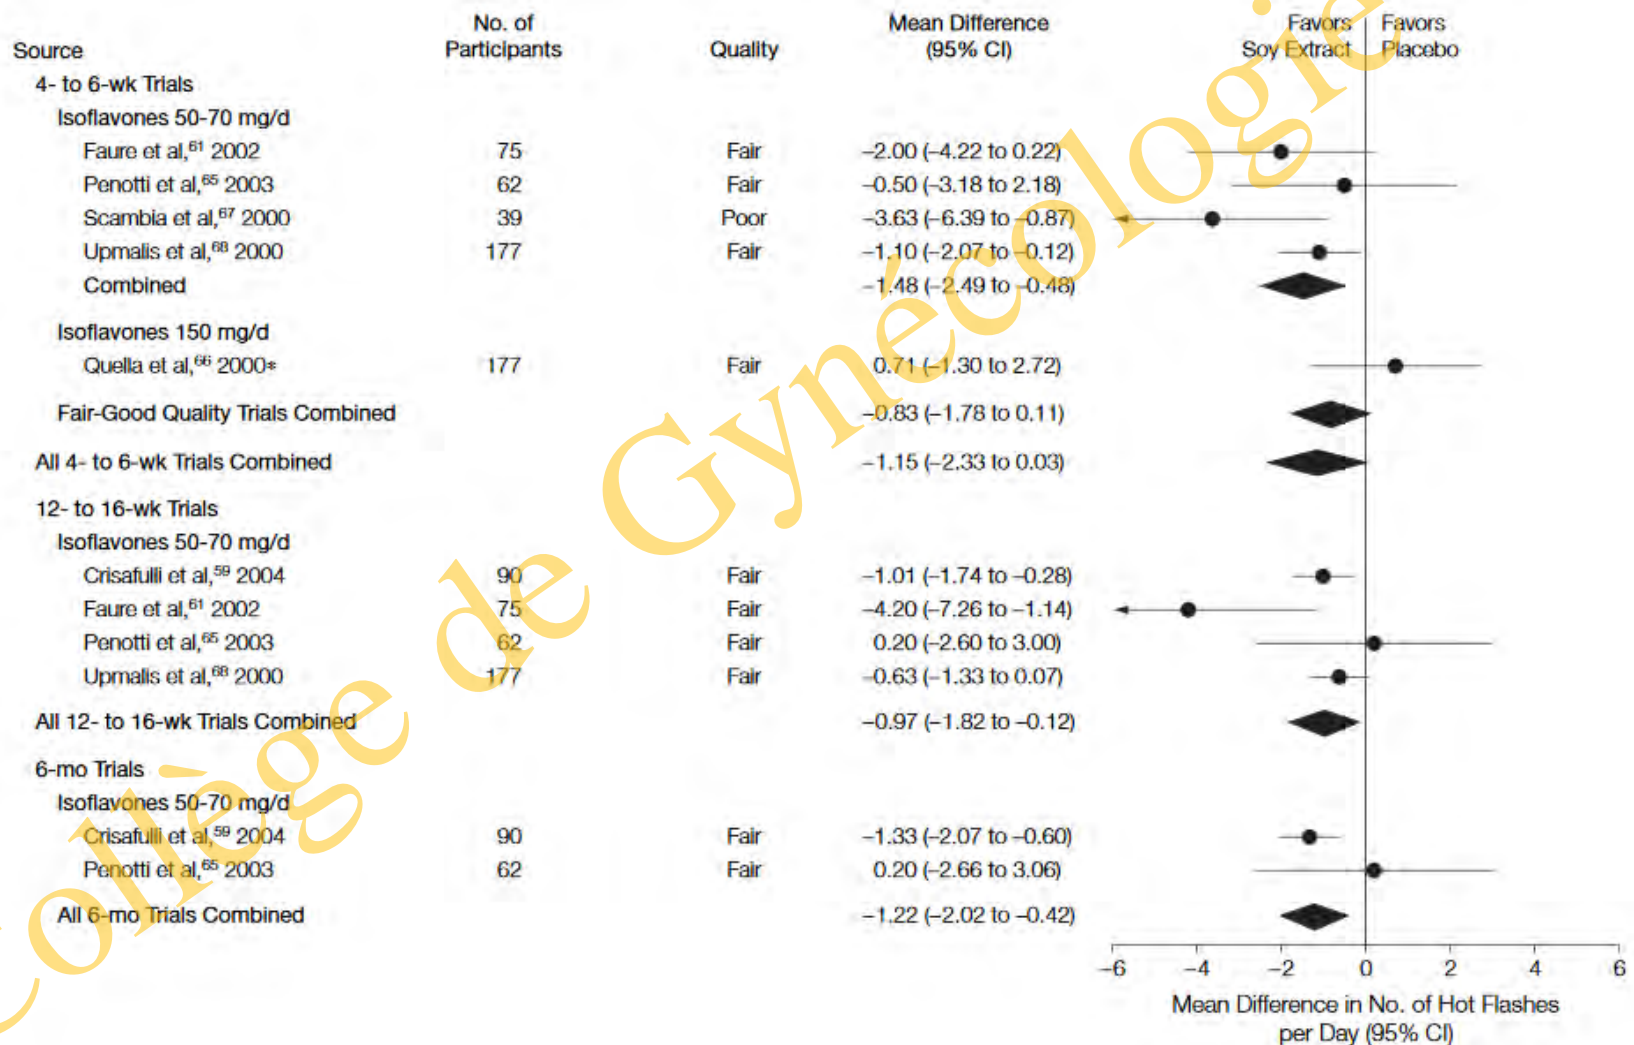 Source No. of Participants Quality Mean Difference (95% CI) Favors Soy Extract Favors Placebo
4- to 6-wk Trials
Isoflavones 50-70 mg/d
Faure et al,⁶¹ 2002 75 Fair –2.00 (–4.22 to 0.22)
Penotti et al,⁶⁵ 2003 62 Fair –0.50 (–3.18 to 2.18)
Scambia et al,⁶⁷ 2000 39 Poor –3.63 (–6.39 to –0.87)
Upmalis et al,⁶⁸ 2000 177 Fair –1.10 (–2.07 to –0.12)
Combined –1.48 (–2.49 to –0.48)
Isoflavones 150 mg/d
Quella et al,⁶⁶ 2000* 177 Fair 0.71 (–1.30 to 2.72)
Fair-Good Quality Trials Combined –0.83 (–1.78 to 0.11)
All 4- to 6-wk Trials Combined –1.15 (–2.33 to 0.03)
12- to 16-wk Trials
Isoflavones 50-70 mg/d
Crisafulli et al,⁵⁹ 2004 90 Fair –1.01 (–1.74 to –0.28)
Faure et al,⁶¹ 2002 75 Fair –4.20 (–7.26 to –1.14)
Penotti et al,⁶⁵ 2003 62 Fair 0.20 (–2.60 to 3.00)
Upmalis et al,⁶⁸ 2000 177 Fair –0.63 (–1.33 to 0.07)
All 12- to 16-wk Trials Combined –0.97 (–1.82 to –0.12)
6-mo Trials
Isoflavones 50-70 mg/d
Crisafulli et al,⁵⁹ 2004 90 Fair –1.33 (–2.07 to –0.60)
Penotti et al,⁶⁵ 2003 62 Fair 0.20 (–2.66 to 3.06)
All 6-mo Trials Combined –1.22 (–2.02 to –0.42)
–6 –4 –2 0 2 4 6
Mean Difference in No. of Hot Flashes
per Day (95% CI)
Collège de Gynécologie